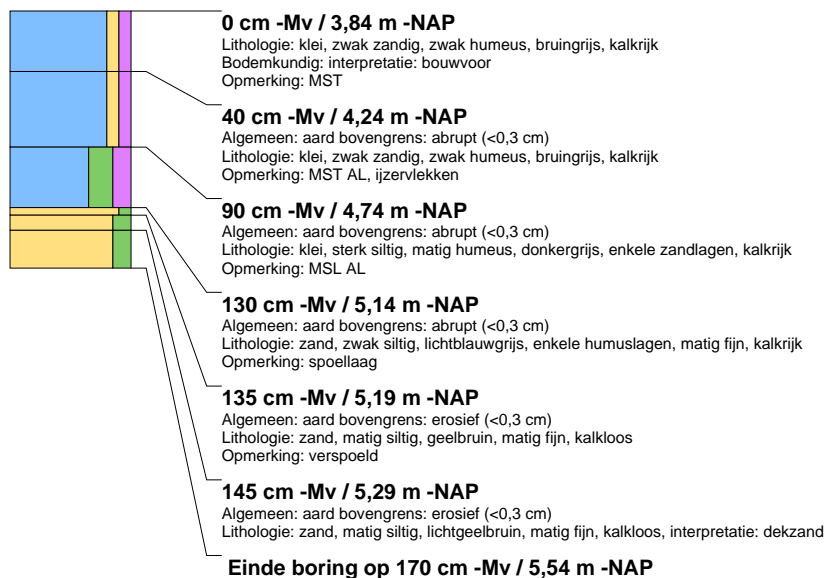 0 cm -Mv / 3,84 m -NAP
Lithologie: klei, zwak zandig, zwak humeus, bruingrijs, kalkrijk
Bodemkundig: interpretatie: bouwvoor
Opmerking: MST
40 cm -Mv / 4,24 m -NAP
Algemeen: aard bovengrens: abrupt (<0,3 cm)
Lithologie: klei, zwak zandig, zwak humeus, bruingrijs, kalkrijk
Opmerking: MST AL, ijzervlekken
90 cm -Mv / 4,74 m -NAP
Algemeen: aard bovengrens: abrupt (<0,3 cm)
Lithologie: klei, sterk siltig, matig humeus, donkergrijs, enkele zandlagen, kalkrijk
Opmerking: MSL AL
130 cm -Mv / 5,14 m -NAP
Algemeen: aard bovengrens: abrupt (<0,3 cm)
Lithologie: zand, zwak siltig, lichtblauwgrijs, enkele humuslagen, matig fijn, kalkrijk
Opmerking: spoellaag
135 cm -Mv / 5,19 m -NAP
Algemeen: aard bovengrens: erosief (<0,3 cm)
Lithologie: zand, matig siltig, geelbruin, matig fijn, kalkloos
Opmerking: verspoeld
145 cm -Mv / 5,29 m -NAP
Algemeen: aard bovengrens: erosief (<0,3 cm)
Lithologie: zand, matig siltig, lichtgeelbruin, matig fijn, kalkloos, interpretatie: dekzand
Einde boring op 170 cm -Mv / 5,54 m -NAP